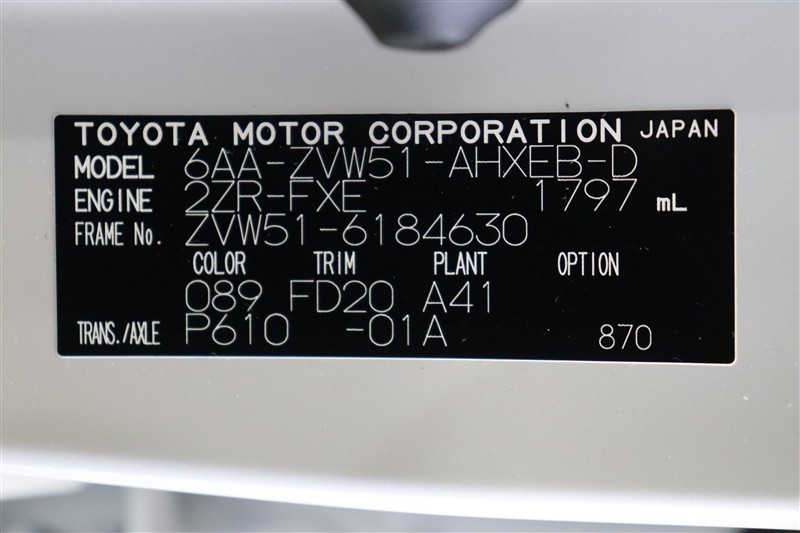 TOYOTA MOTOR CORPORATION JAPAN
MODEL 6AA-ZVW51-AHXEB-D
ENGINE 2ZR-FXE 1797 mL
FRAME No. ZVW51-6184630
COLOR TRIM PLANT OPTION
089 FD20 A41
TRANS./AXLE P610 -01A 870